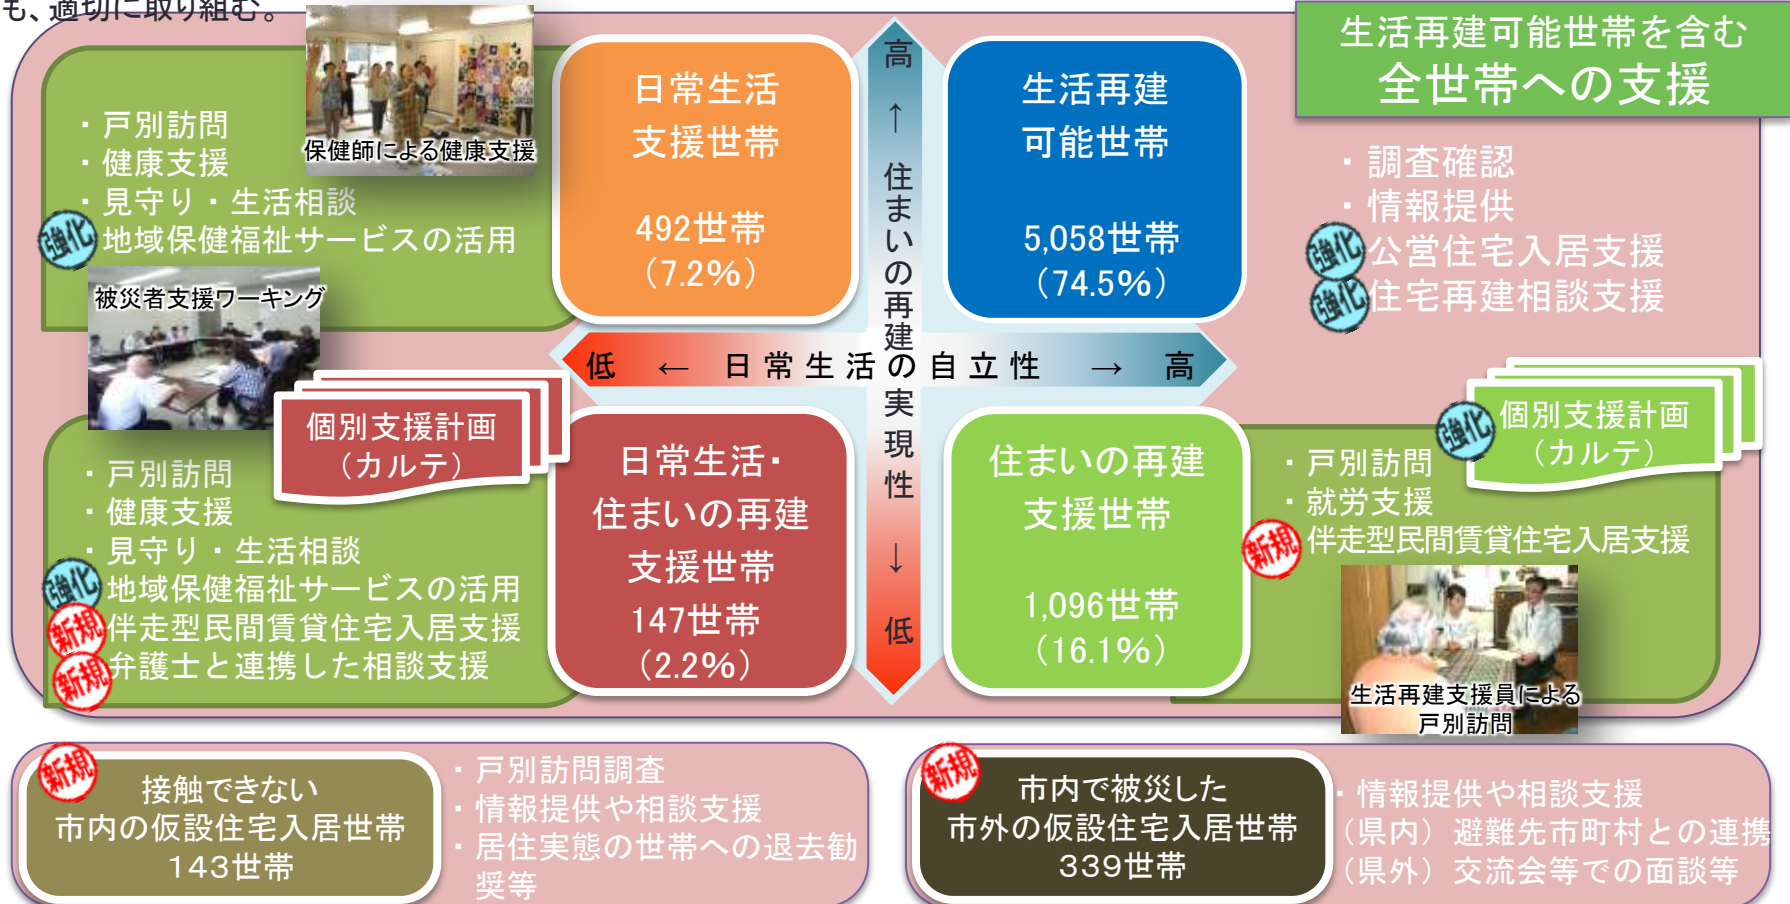 も、適切に取り組む。
生活再建可能世帯を含む
全世帯への支援
・戸別訪問
・健康支援
・見守り・生活相談
強化
地域保健福祉サービスの活用
保健師による健康支援
日常生活
支援世帯
492世帯
（7.2％）
高 ↑ 住まいの再建の実現性 ↓ 低
生活再建
可能世帯
5,058世帯
（74.5％）
・調査確認
・情報提供
強化
公営住宅入居支援
強化
住宅再建相談支援
被災者支援ワーキング
低 ← 日常生活の自立性 → 高
個別支援計画
（カルテ）
・戸別訪問
・健康支援
・見守り・生活相談
強化
地域保健福祉サービスの活用
新規
伴走型民間賃貸住宅入居支援
新規
弁護士と連携した相談支援
日常生活・
住まいの再建
支援世帯
147世帯
（2.2％）
住まいの再建
支援世帯
1,096世帯
（16.1％）
強化
個別支援計画
（カルテ）
・戸別訪問
・就労支援
新規
伴走型民間賃貸住宅入居支援
生活再建支援員による
戸別訪問
新規
接触できない
市内の仮設住宅入居世帯
143世帯
・戸別訪問調査
・情報提供や相談支援
・居住実態の世帯への退去勧
奨等
新規
市内で被災した
市外の仮設住宅入居世帯
339世帯
・情報提供や相談支援
（県内）避難先市町村との連携
（県外）交流会等での面談等